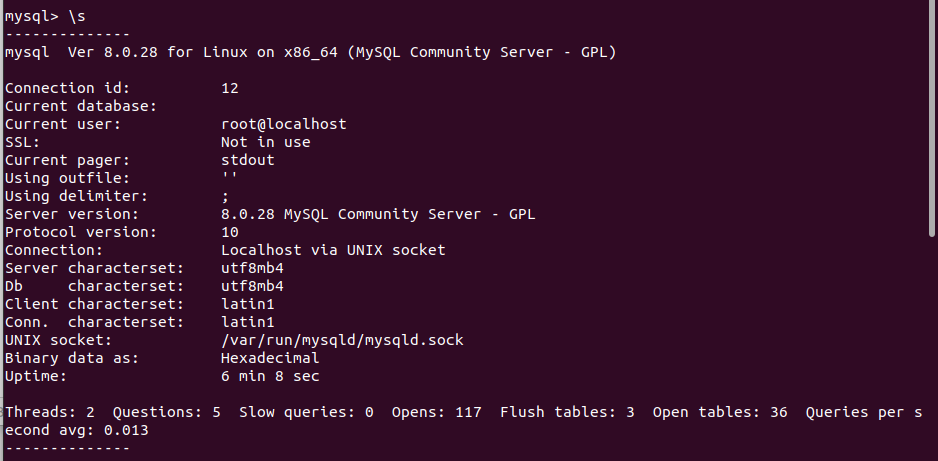 mysql> \s
--------------
mysql  Ver 8.0.28 for Linux on x86_64 (MySQL Community Server - GPL)
Connection id:          12
Current database:
Current user:           root@localhost
SSL:                    Not in use
Current pager:          stdout
Using outfile:          ''
Using delimiter:        ;
Server version:         8.0.28 MySQL Community Server - GPL
Protocol version:       10
Connection:             Localhost via UNIX socket
Server characterset:    utf8mb4
Db     characterset:    utf8mb4
Client characterset:    latin1
Conn.  characterset:    latin1
UNIX socket:            /var/run/mysqld/mysqld.sock
Binary data as:         Hexadecimal
Uptime:                 6 min 8 sec
Threads: 2  Questions: 5  Slow queries: 0  Opens: 117  Flush tables: 3  Open tables: 36  Queries per s
econd avg: 0.013
--------------